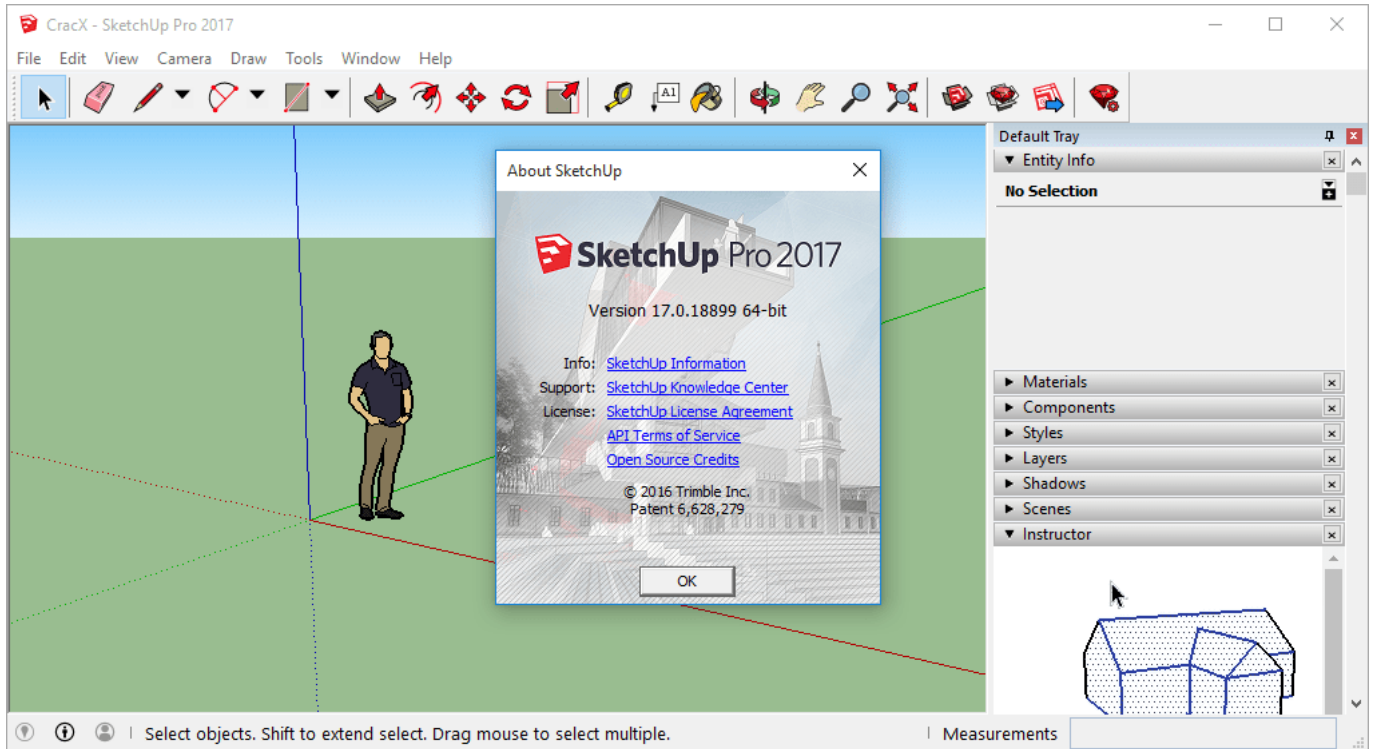 CracX - SketchUp Pro 2017
File Edit View Camera Draw Tools Window Help
A1
Default Tray
Entity Info
No Selection
About SketchUp
SketchUp Pro 2017
Version 17.0.18899 64-bit
Info: SketchUp Information
Support: SketchUp Knowledge Center
License: SketchUp License Agreement
API Terms of Service
Open Source Credits
© 2016 Trimble Inc.
Patent 6,628,279
OK
Materials
Components
Styles
Layers
Shadows
Scenes
Instructor
Select objects. Shift to extend select. Drag mouse to select multiple.
Measurements